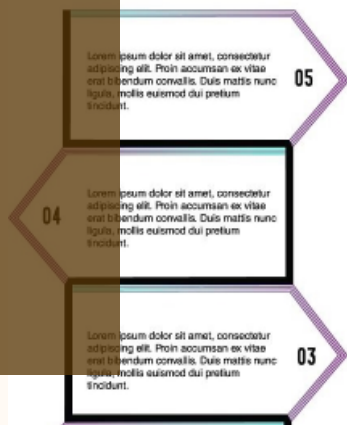 Lorem ipsum dolor sit amet, consectetur
adipiscing elit. Proin accumsan ex vitae
erat bibendum convallis. Duis mattis nunc
ligula, mollis euismod dui pretium
tincidunt.
05
Lorem ipsum dolor sit amet, consectetur
adipiscing elit. Proin accumsan ex vitae
erat bibendum convallis. Duis mattis nunc
ligula, mollis euismod dui pretium
tincidunt.
04
Lorem ipsum dolor sit amet, consectetur
adipiscing elit. Proin accumsan ex vitae
erat bibendum convallis. Duis mattis nunc
ligula, mollis euismod dui pretium
tincidunt.
03